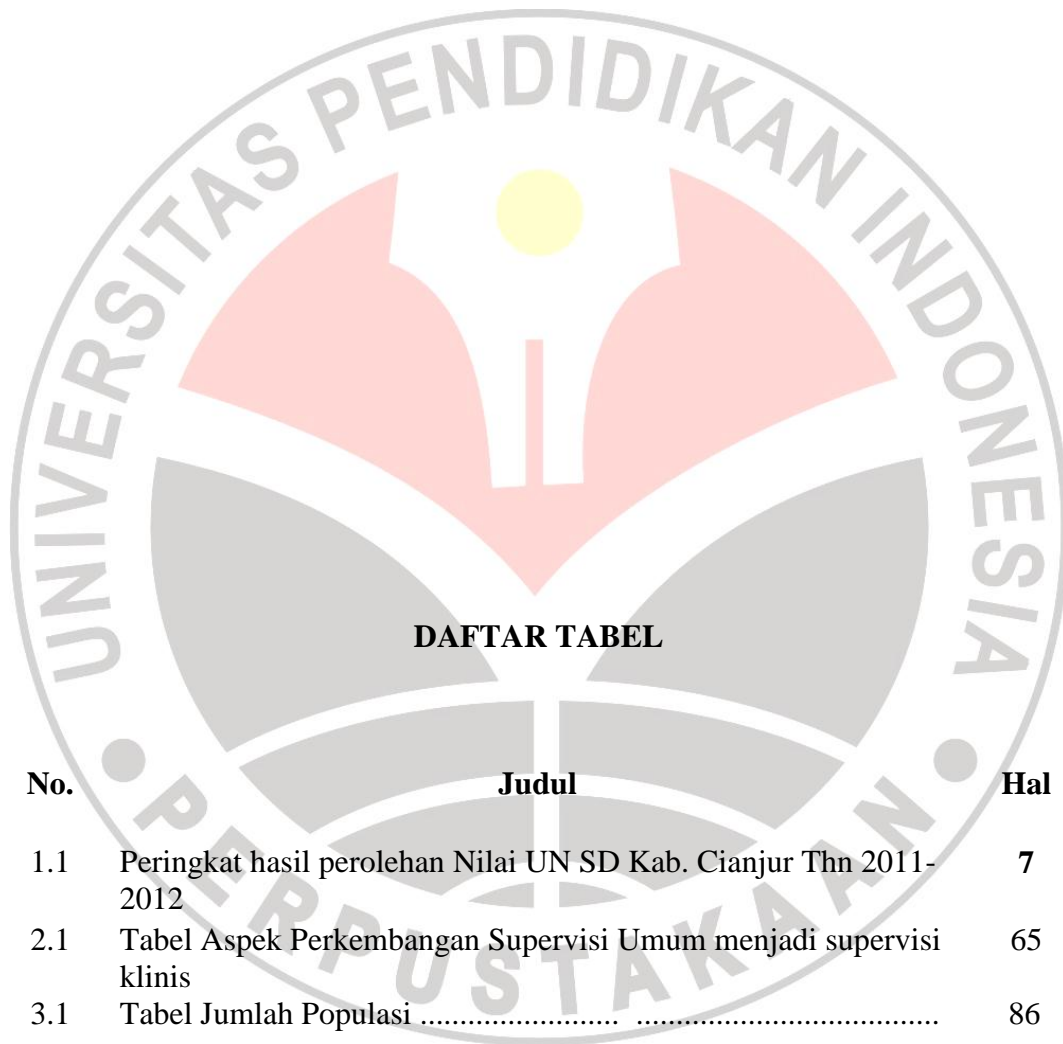 UNIVERSITAS PENDIDIKAN INDONESIA
PERPUSTAKAAN
DAFTAR TABEL
No. Judul Hal
1.1 Peringkat hasil perolehan Nilai UN SD Kab. Cianjur Thn 2011- 7
2012
2.1 Tabel Aspek Perkembangan Supervisi Umum menjadi supervisi 65
klinis
3.1 Tabel Jumlah Populasi ........................ ..................................... 86